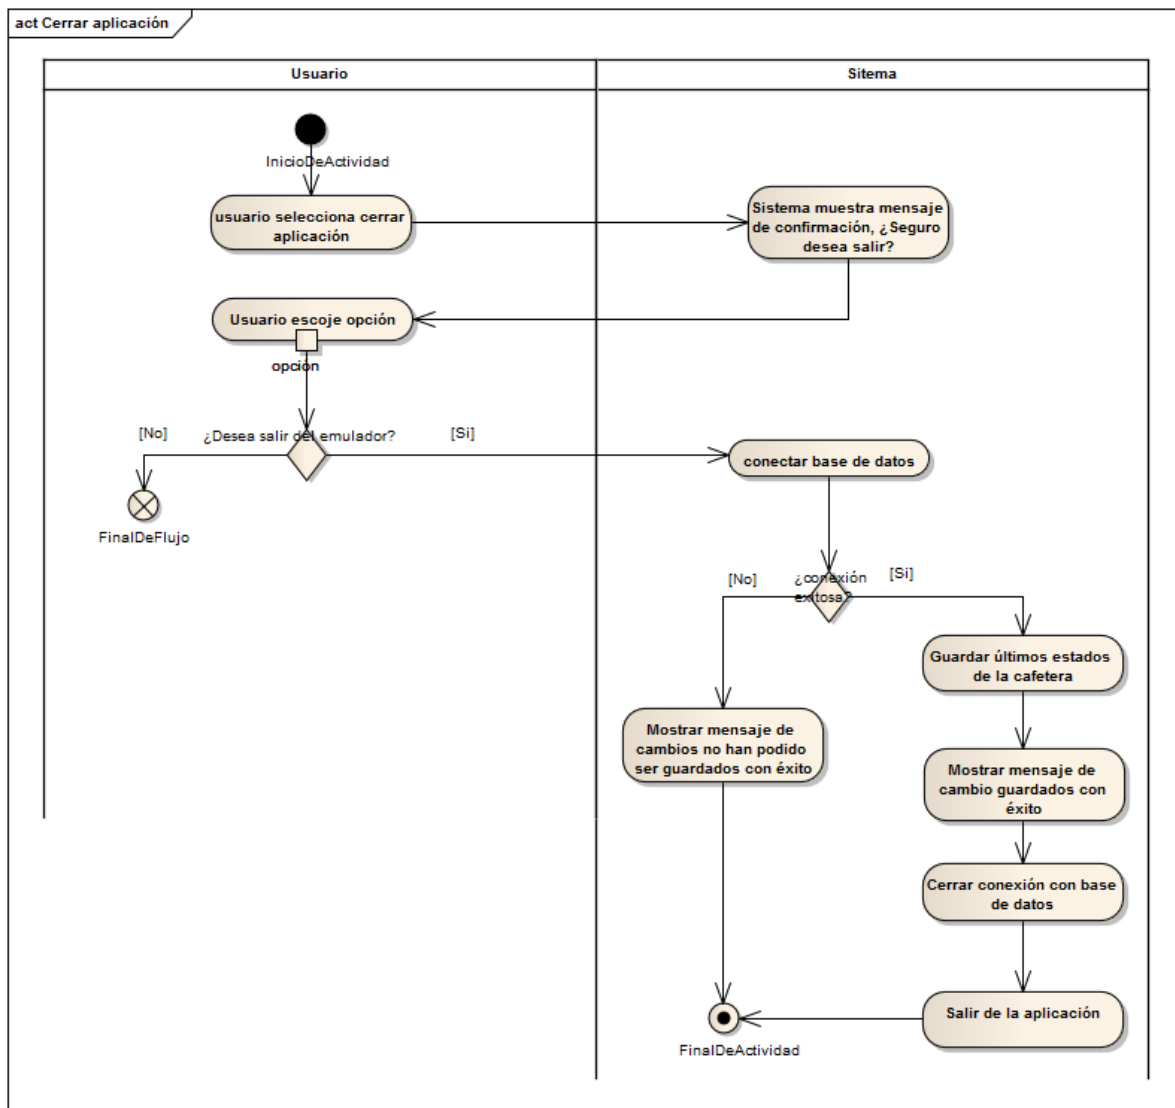 act Cerrar aplicación
Usuario
Sitema
InicioDeActividad
usuario selecciona cerrar
aplicación
Sistema muestra mensaje
de confirmación, ¿Seguro
desea salir?
Usuario escoje opción
opción
[No]
¿Desea salir del emulador?
[Si]
FinalDeFlujo
conectar base de datos
[No]
¿conexión
exitosa?
[Si]
Guardar últimos estados
de la cafetera
Mostrar mensaje de
cambios no han podido
ser guardados con éxito
Mostrar mensaje de
cambio guardados con
éxito
Cerrar conexión con base
de datos
Salir de la aplicación
FinalDeActividad